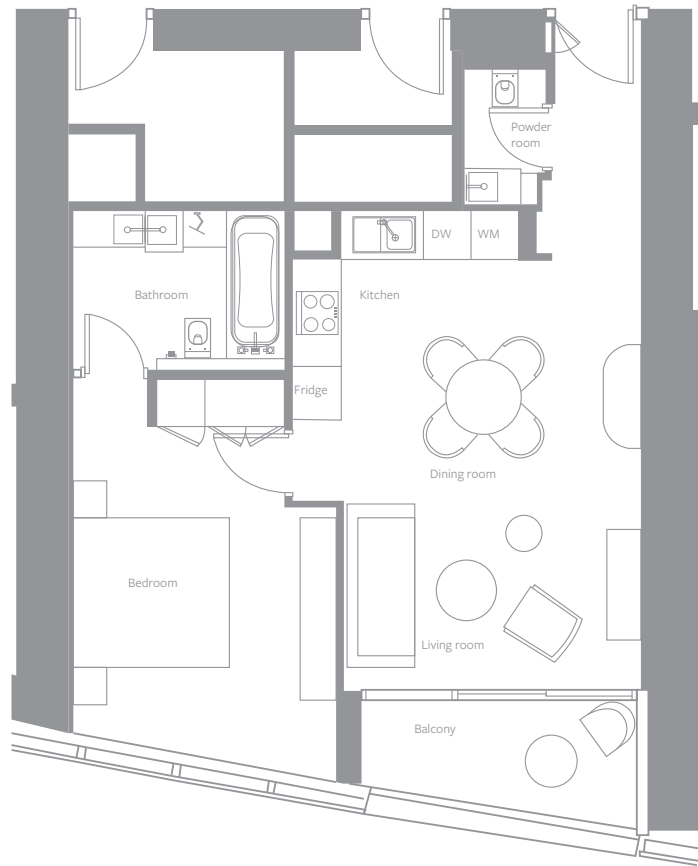 Powder
room
DW
WM
Bathroom
Kitchen
Fridge
Dining room
Bedroom
Living room
Balcony